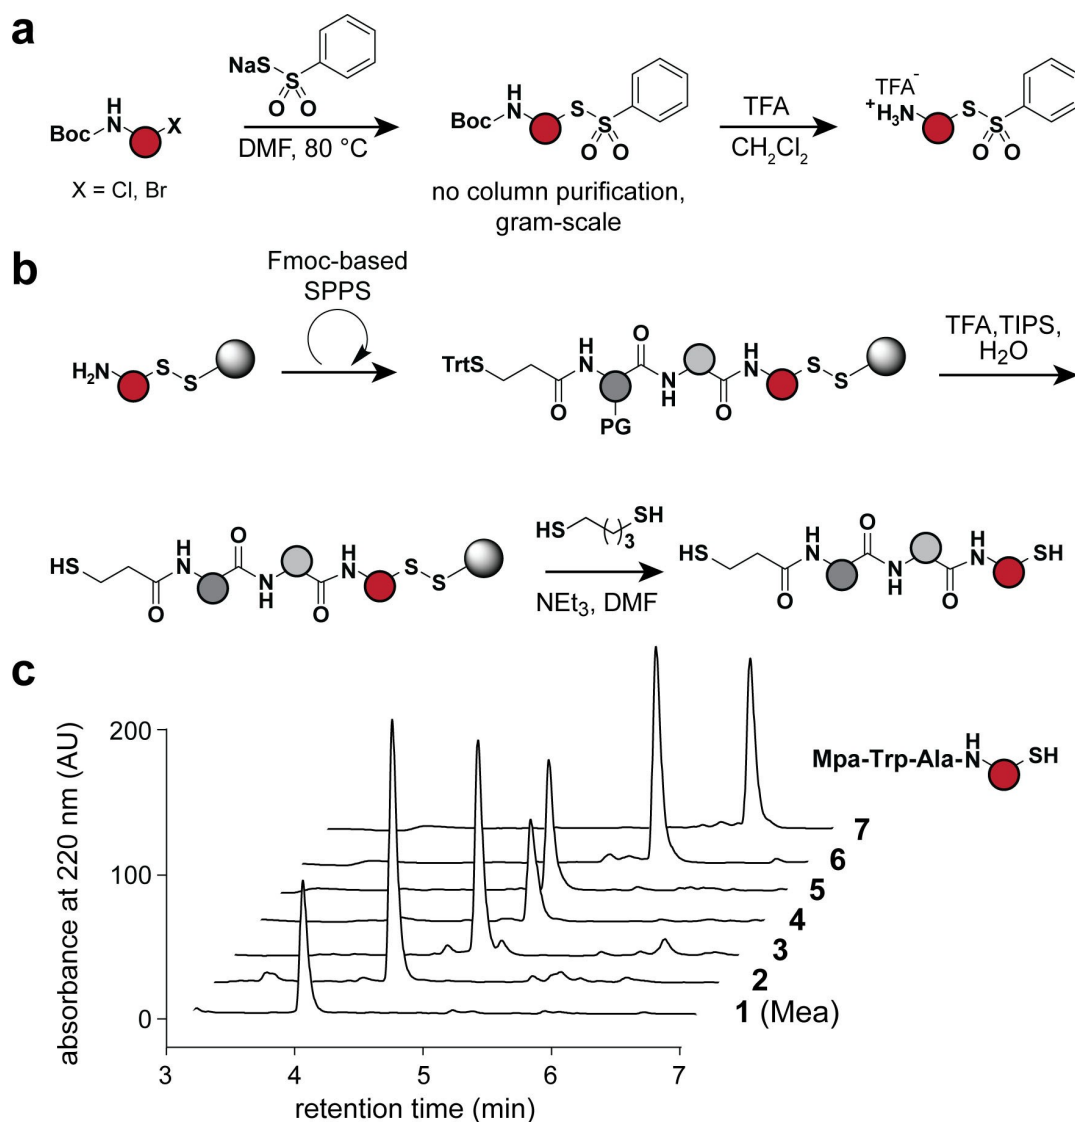 a
NaS
S
O O
H
N
Boc
X
X = Cl, Br
DMF, 80 °C
H
N
Boc
S
S
O O
no column purification,
gram-scale
TFA
CH2Cl2
TFA-
+H3N
S
S
O O
b
H2N
S
S
Fmoc-based
SPPS
TrtS
O
H
N
PG
O
N
H
O
H
N
S
S
TFA,TIPS,
H2O
HS
O
H
N
O
N
H
O
H
N
S
S
HS
SH
3
NEt3, DMF
HS
O
H
N
O
N
H
O
H
N
SH
c
absorbance at 220 nm (AU)
200
100
0
3 4 5 6 7
retention time (min)
Mpa-Trp-Ala-N
H
SH
7
6
5
4
3
2
1 (Mea)